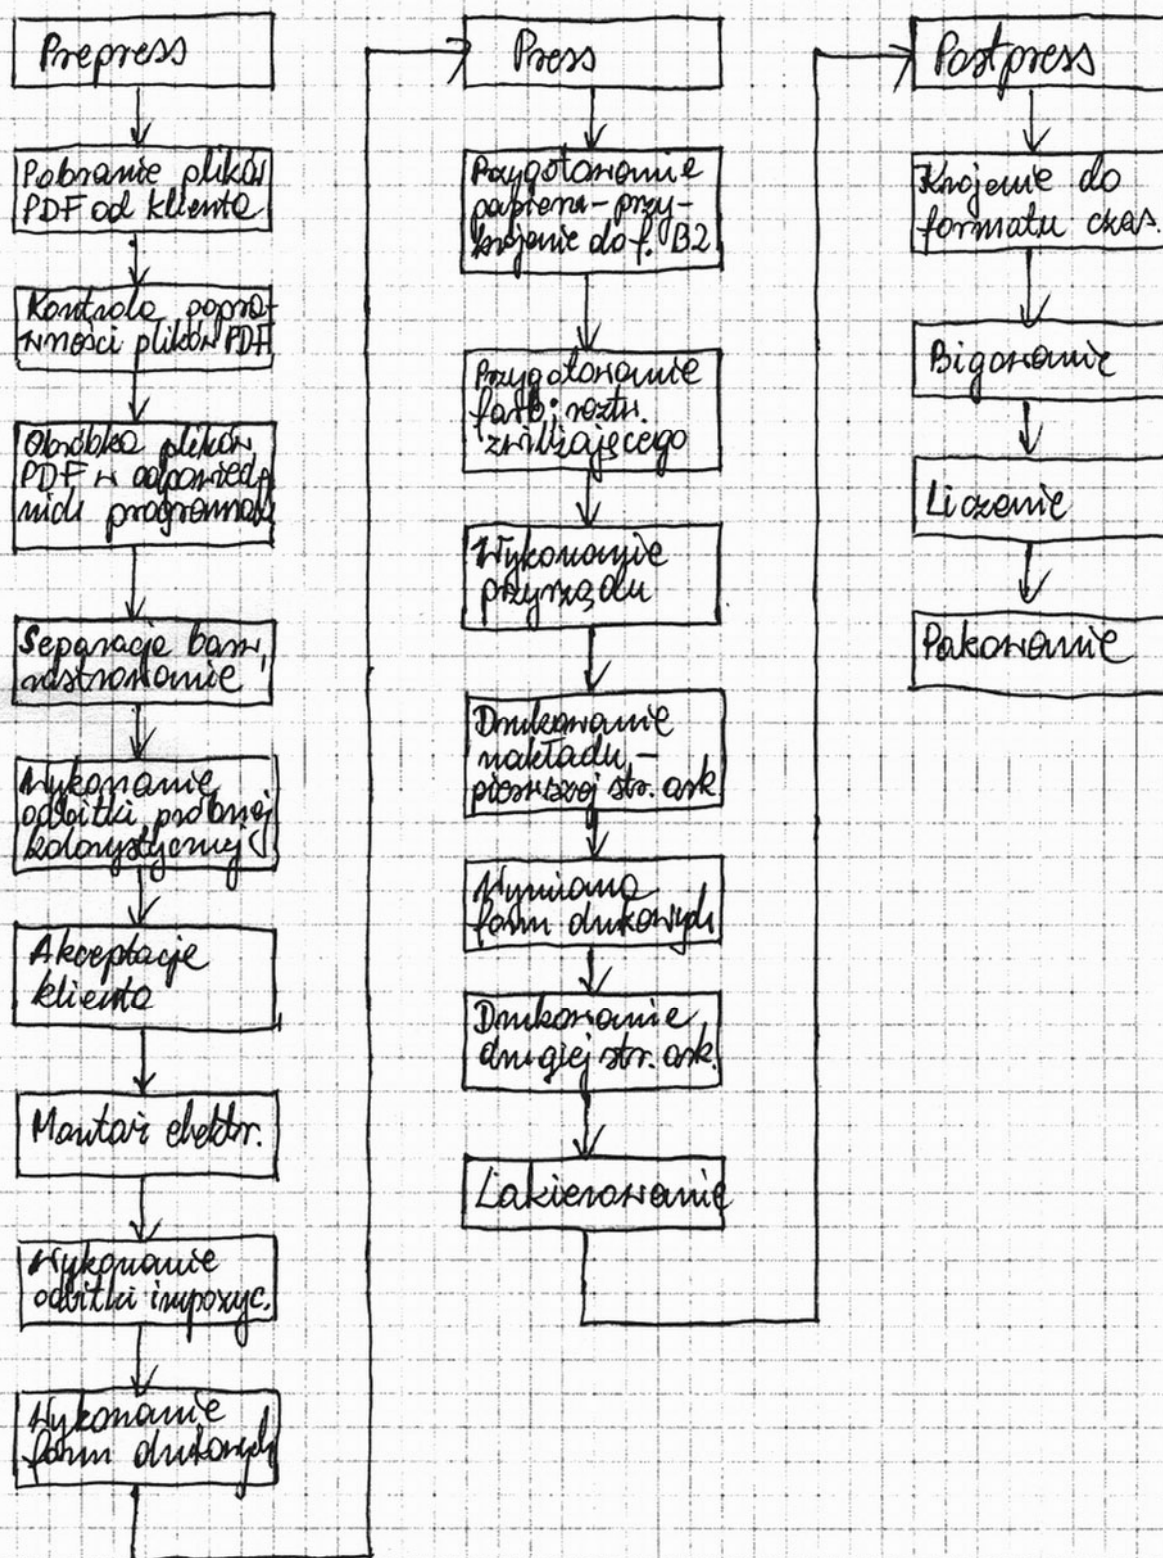 Prepress
Pobranie plików
PDF od klienta
Kontrola popra-
wności plików PDF
Obróbka plików
PDF w odpowied-
nich programach
Separacja barw,
rastrowanie
Wykonanie
odbitki próbnej
kolorystycznej
Akceptacja
klienta
Montaż elektr.
Wykonanie
odbitki impozyc.
Wykonanie
form drukowych
Press
Przygotowanie
papieru - przy-
krojenie do f. B2
Przygotowanie
farb i roztw.
zwilżającego
Wykonanie
przyrządu
Drukowanie
nakładu -
pierwszej str. ark.
Wymiana
form drukowych
Drukowanie
drugiej str. ark.
Lakierowanie
Postpress
Krojenie do
formatu czas.
Bigowanie
Liczenie
Pakowanie